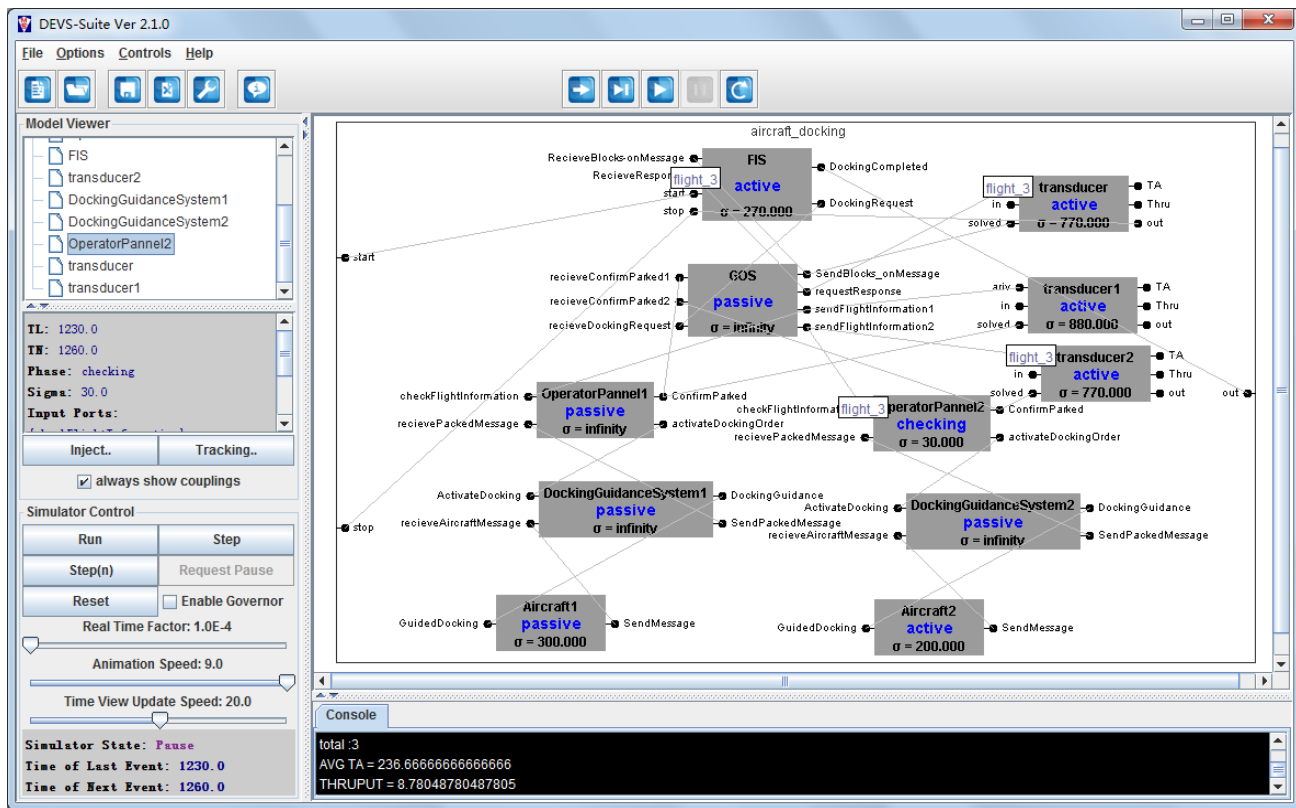 DEVS-Suite Ver 2.1.0
File Options Controls Help
Model Viewer
FIS
transducer2
DockingGuidanceSystem1
DockingGuidanceSystem2
OperatorPannel2
transducer
transducer1
TL: 1230.0
TN: 1260.0
Phase: checking
Sigma: 30.0
Input Ports:
Inject.. Tracking..
always show couplings
Simulator Control
Run Step
Step(n) Request Pause
Reset Enable Governor
Real Time Factor: 1.0E-4
Animation Speed: 9.0
Time View Update Speed: 20.0
Simulator State: Pause
Time of Last Event: 1230.0
Time of Next Event: 1260.0
aircraft_docking
RecieveBlocks-onMessage FIS DockingCompleted
flight_3 active
start
stop σ = 270.000 DockingRequest
flight_3 transducer TA
in active Thru
solved σ = 770.000 out
start
recieveConfirmParked1 GOS SendBlocks_onMessage
requestResponse
recieveConfirmParked2 passive sendFlightInformation1
recieveDockingRequest σ = infinity sendFlightInformation2
ariv transducer1 TA
in active Thru
solved σ = 880.000 out
flight_3 transducer2 TA
in active Thru
solved σ = 770.000 out
out
checkFlightInformation OperatorPannel1 ConfirmParked
passive
recievePackedMessage σ = infinity activateDockingOrder
flight_3 ConfirmParked
checking
recievePackedMessage σ = 30.000 activateDockingOrder
ActivateDocking DockingGuidanceSystem1 DockingGuidance
passive
recieveAircraftMessage σ = infinity SendPackedMessage
stop
ActivateDocking DockingGuidanceSystem2 DockingGuidance
passive
recieveAircraftMessage σ = infinity SendPackedMessage
Aircraft1
GuidedDocking passive SendMessage
σ = 300.000
Aircraft2
GuidedDocking active SendMessage
σ = 200.000
Console
total :3
AVG TA = 236.66666666666666
THRUPUT = 8.78048780487805